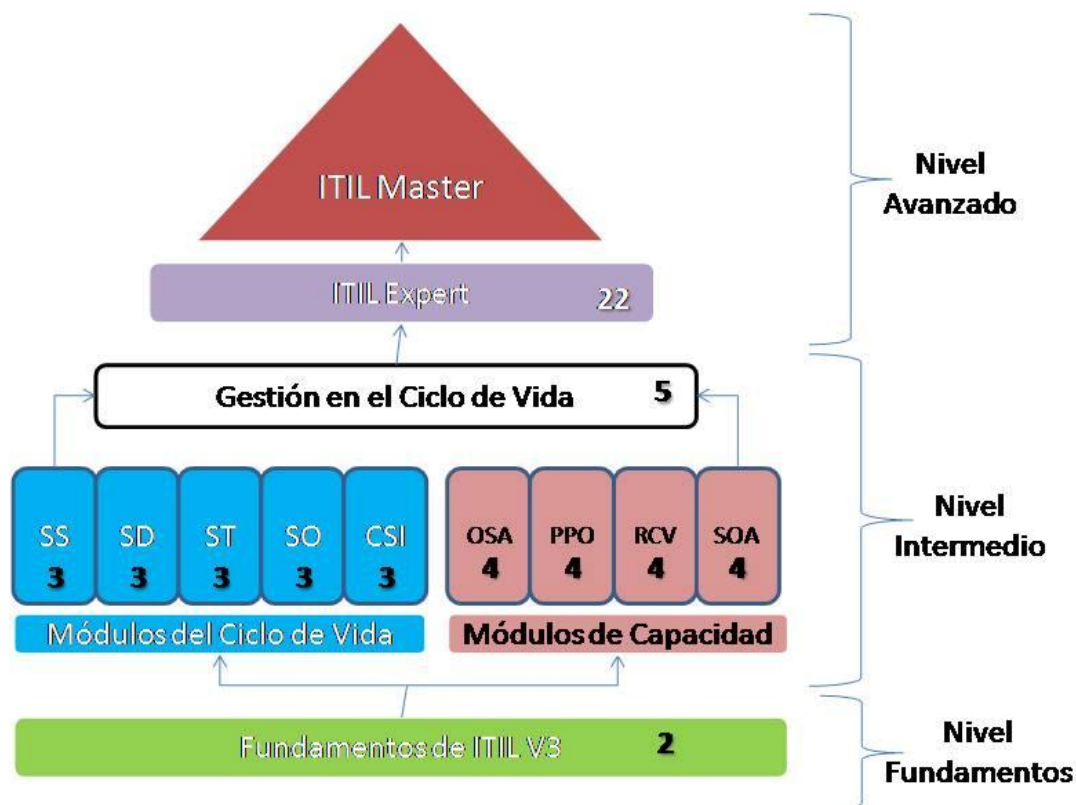 ITIL Master
Nivel
Avanzado
ITIL Expert 22
Gestión en el Ciclo de Vida 5
SS SD ST SO CSI OSA PPO RCV SOA
3 3 3 3 3 4 4 4 4
Nivel
Intermedio
Módulos del Ciclo de Vida Módulos de Capacidad
Fundamentos de ITIL V3 2
Nivel
Fundamentos